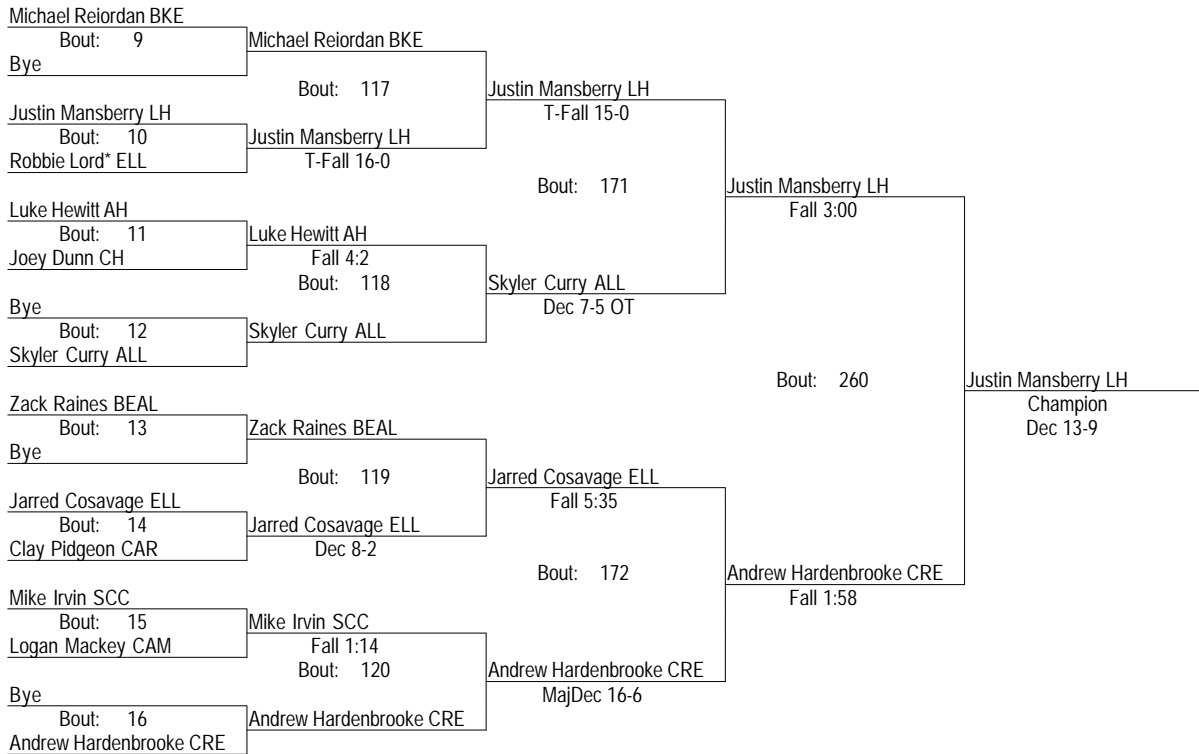 Michael Reiordan BKE
Bout: 9
Michael Reiordan BKE
Bye
Bout: 117
Justin Mansberry LH
Justin Mansberry LH
T-Fall 15-0
Bout: 10
Justin Mansberry LH
Robbie Lord* ELL
T-Fall 16-0
Bout: 171
Justin Mansberry LH
Luke Hewitt AH
Fall 3:00
Bout: 11
Luke Hewitt AH
Joey Dunn CH
Fall 4:2
Bout: 118
Skyler Curry ALL
Bye
Dec 7-5 OT
Bout: 12
Skyler Curry ALL
Skyler Curry ALL
Bout: 260
Justin Mansberry LH
Zack Raines BEAL
Champion
Bout: 13
Zack Raines BEAL
Dec 13-9
Bye
Bout: 119
Jarred Cosavage ELL
Jarred Cosavage ELL
Fall 5:35
Bout: 14
Jarred Cosavage ELL
Clay Pidgeon CAR
Dec 8-2
Bout: 172
Andrew Hardenbrooke CRE
Mike Irvin SCC
Fall 1:58
Bout: 15
Mike Irvin SCC
Logan Mackey CAM
Fall 1:14
Bout: 120
Andrew Hardenbrooke CRE
Bye
MajDec 16-6
Bout: 16
Andrew Hardenbrooke CRE
Andrew Hardenbrooke CRE